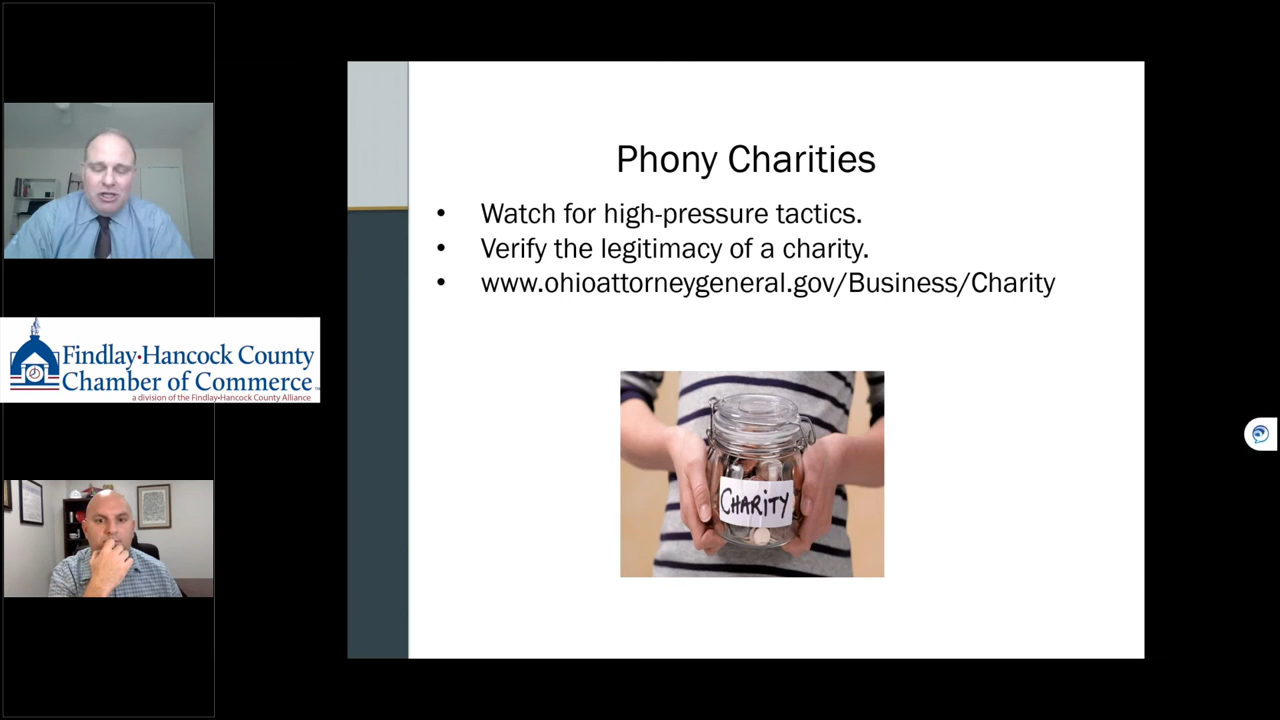 Phony Charities
• Watch for high-pressure tactics.
• Verify the legitimacy of a charity.
• www.ohioattorneygeneral.gov/Business/Charity
Findlay•Hancock County
Chamber of Commerce
a division of the Findlay•Hancock County Alliance
CHARITY